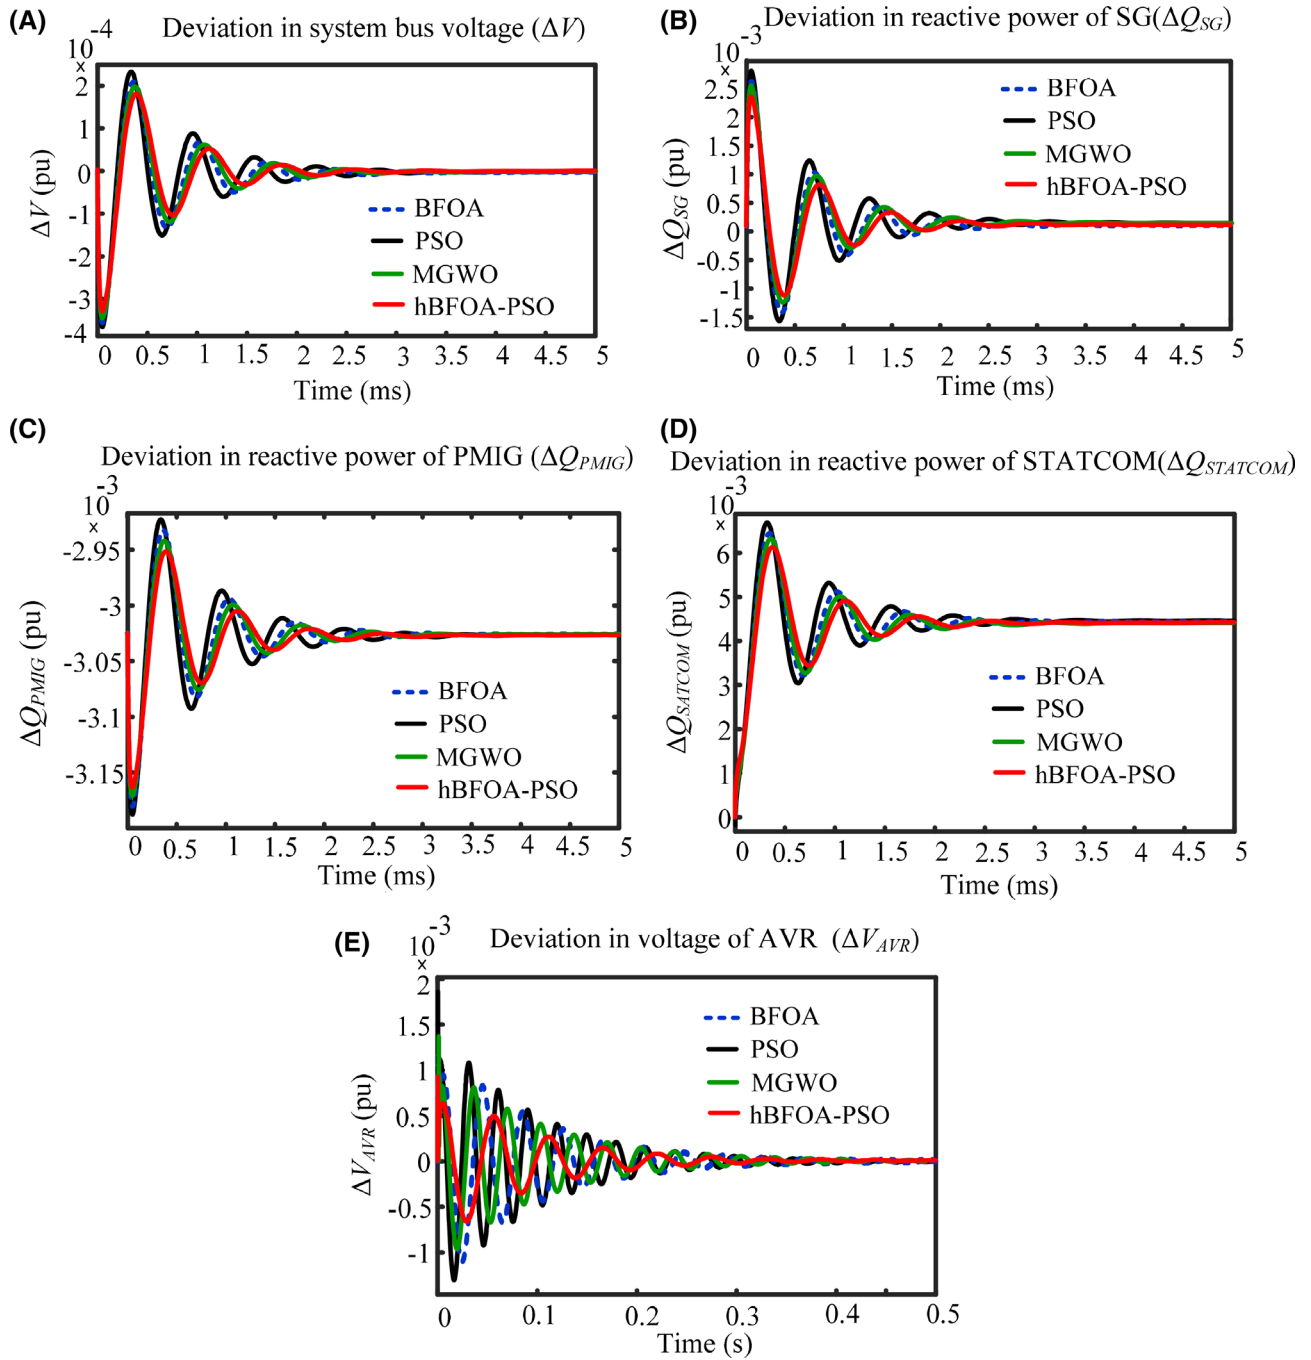 (A)
Deviation in system bus voltage (ΔV)
10⁻⁴
x
2
1
0
-1
-2
-3
-4
ΔV (pu)
BFOA
PSO
MGWO
hBFOA-PSO
0 0.5 1 1.5 2 2.5 3 3.5 4 4.5 5
Time (ms)
(B)
Deviation in reactive power of SG(ΔQSG)
10⁻³
x
2.5
2
1.5
1
0.5
0
-0.5
-1
-1.5
ΔQSG (pu)
BFOA
PSO
MGWO
hBFOA-PSO
0 0.5 1 1.5 2 2.5 3 3.5 4 4.5 5
Time (ms)
(C)
Deviation in reactive power of PMIG (ΔQPMIG)
10⁻³
x
-2.95
-3
-3.05
-3.1
-3.15
ΔQPMIG (pu)
BFOA
PSO
MGWO
hBFOA-PSO
0 0.5 1 1.5 2 2.5 3 3.5 4 4.5 5
Time (ms)
(D)
Deviation in reactive power of STATCOM(ΔQSTATCOM)
10⁻³
x
6
5
4
3
2
1
0
ΔQSATCOM (pu)
BFOA
PSO
MGWO
hBFOA-PSO
0 0.5 1 1.5 2 2.5 3 3.5 4 4.5 5
Time (ms)
(E)
Deviation in voltage of AVR (ΔVAVR)
10⁻³
x
2
1.5
1
0.5
0
-0.5
-1
ΔVAVR (pu)
BFOA
PSO
MGWO
hBFOA-PSO
0 0.1 0.2 0.3 0.4 0.5
Time (s)